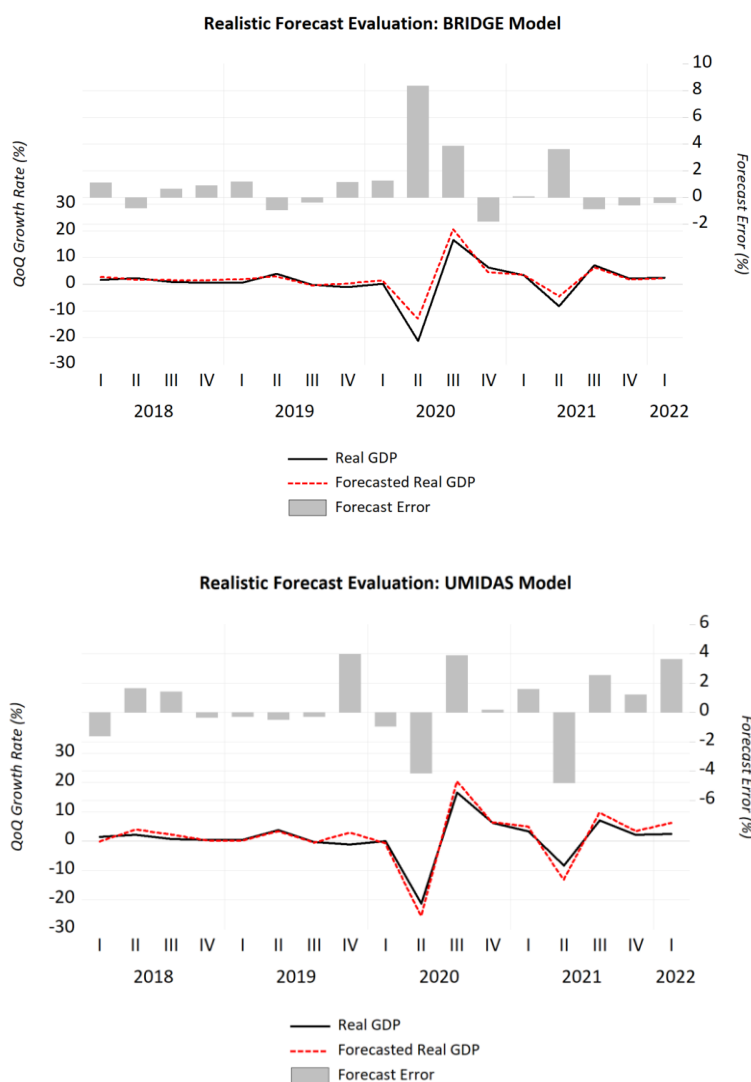 Realistic Forecast Evaluation: BRIDGE Model
QoQ Growth Rate (%)
Forecast Error (%)
10
8
6
4
2
0
-2
30
20
10
0
-10
-20
-30
I II III IV I II III IV I II III IV I II III IV I
2018 2019 2020 2021 2022
Real GDP
Forecasted Real GDP
Forecast Error
Realistic Forecast Evaluation: UMIDAS Model
QoQ Growth Rate (%)
Forecast Error (%)
6
4
2
0
-2
-4
-6
30
20
10
0
-10
-20
-30
I II III IV I II III IV I II III IV I II III IV I
2018 2019 2020 2021 2022
Real GDP
Forecasted Real GDP
Forecast Error